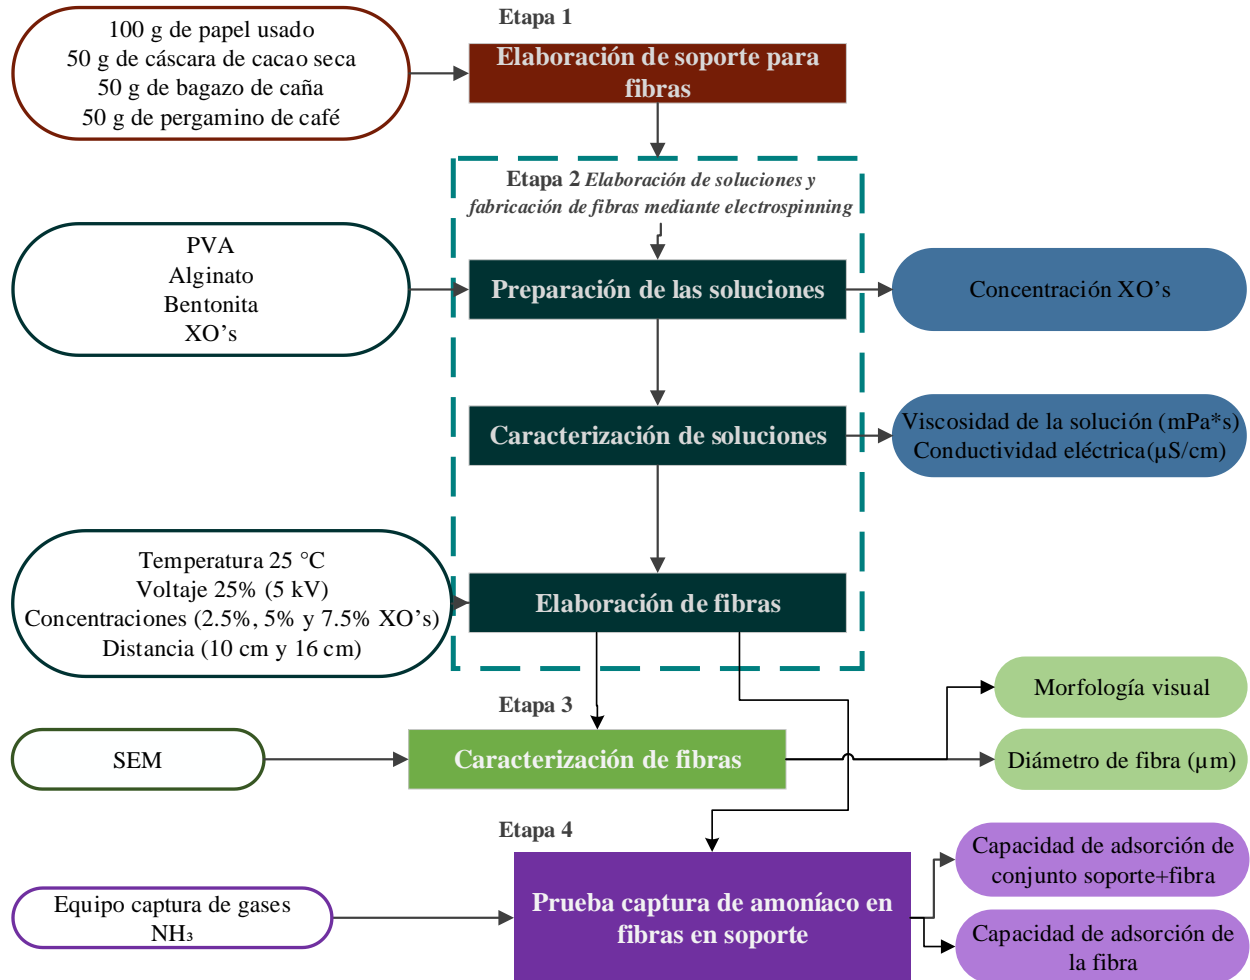 Etapa 1
100 g de papel usado
50 g de cáscara de cacao seca
50 g de bagazo de caña
50 g de pergamino de café
Elaboración de soporte para
fibras
Etapa 2 Elaboración de soluciones y
fabricación de fibras mediante electrospinning
PVA
Alginato
Bentonita
XO’s
Preparación de las soluciones
Concentración XO’s
Caracterización de soluciones
Viscosidad de la solución (mPa*s)
Conductividad eléctrica(µS/cm)
Temperatura 25 °C
Voltaje 25% (5 kV)
Concentraciones (2.5%, 5% y 7.5% XO’s)
Distancia (10 cm y 16 cm)
Elaboración de fibras
Etapa 3
SEM
Caracterización de fibras
Morfología visual
Diámetro de fibra (µm)
Etapa 4
Equipo captura de gases
NH₃
Prueba captura de amoníaco en
fibras en soporte
Capacidad de adsorción de
conjunto soporte+fibra
Capacidad de adsorción de
la fibra